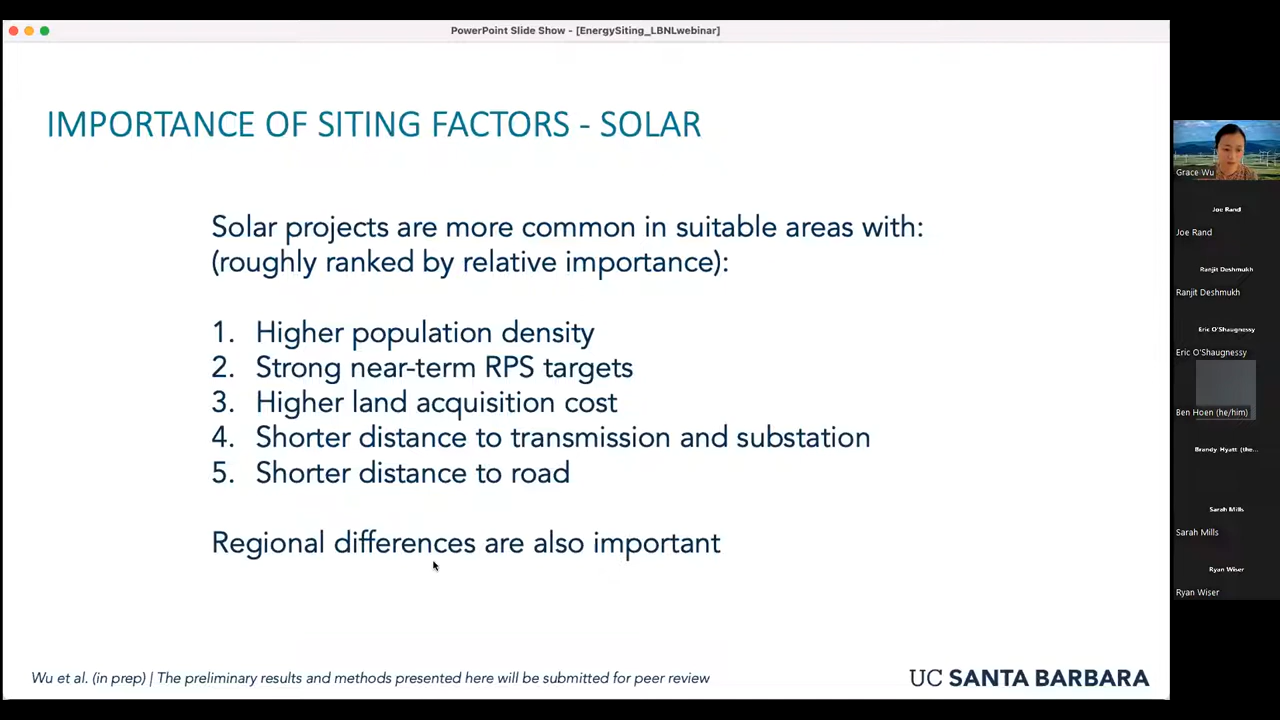 PowerPoint Slide Show - [EnergySiting_LBNLwebinar]
IMPORTANCE OF SITING FACTORS - SOLAR
Solar projects are more common in suitable areas with:
(roughly ranked by relative importance):
1. Higher population density
2. Strong near-term RPS targets
3. Higher land acquisition cost
4. Shorter distance to transmission and substation
5. Shorter distance to road
Regional differences are also important
Wu et al. (in prep) | The preliminary results and methods presented here will be submitted for peer review
UC SANTA BARBARA
Grace Wu
Joe Rand
Joe Rand
Ranjit Deshmukh
Ranjit Deshmukh
Eric O'Shaugnessy
Eric O'Shaugnessy
Ben Hoen (he/him)
Brandy Hyatt (the...
Sarah Mills
Sarah Mills
Ryan Wiser
Ryan Wiser